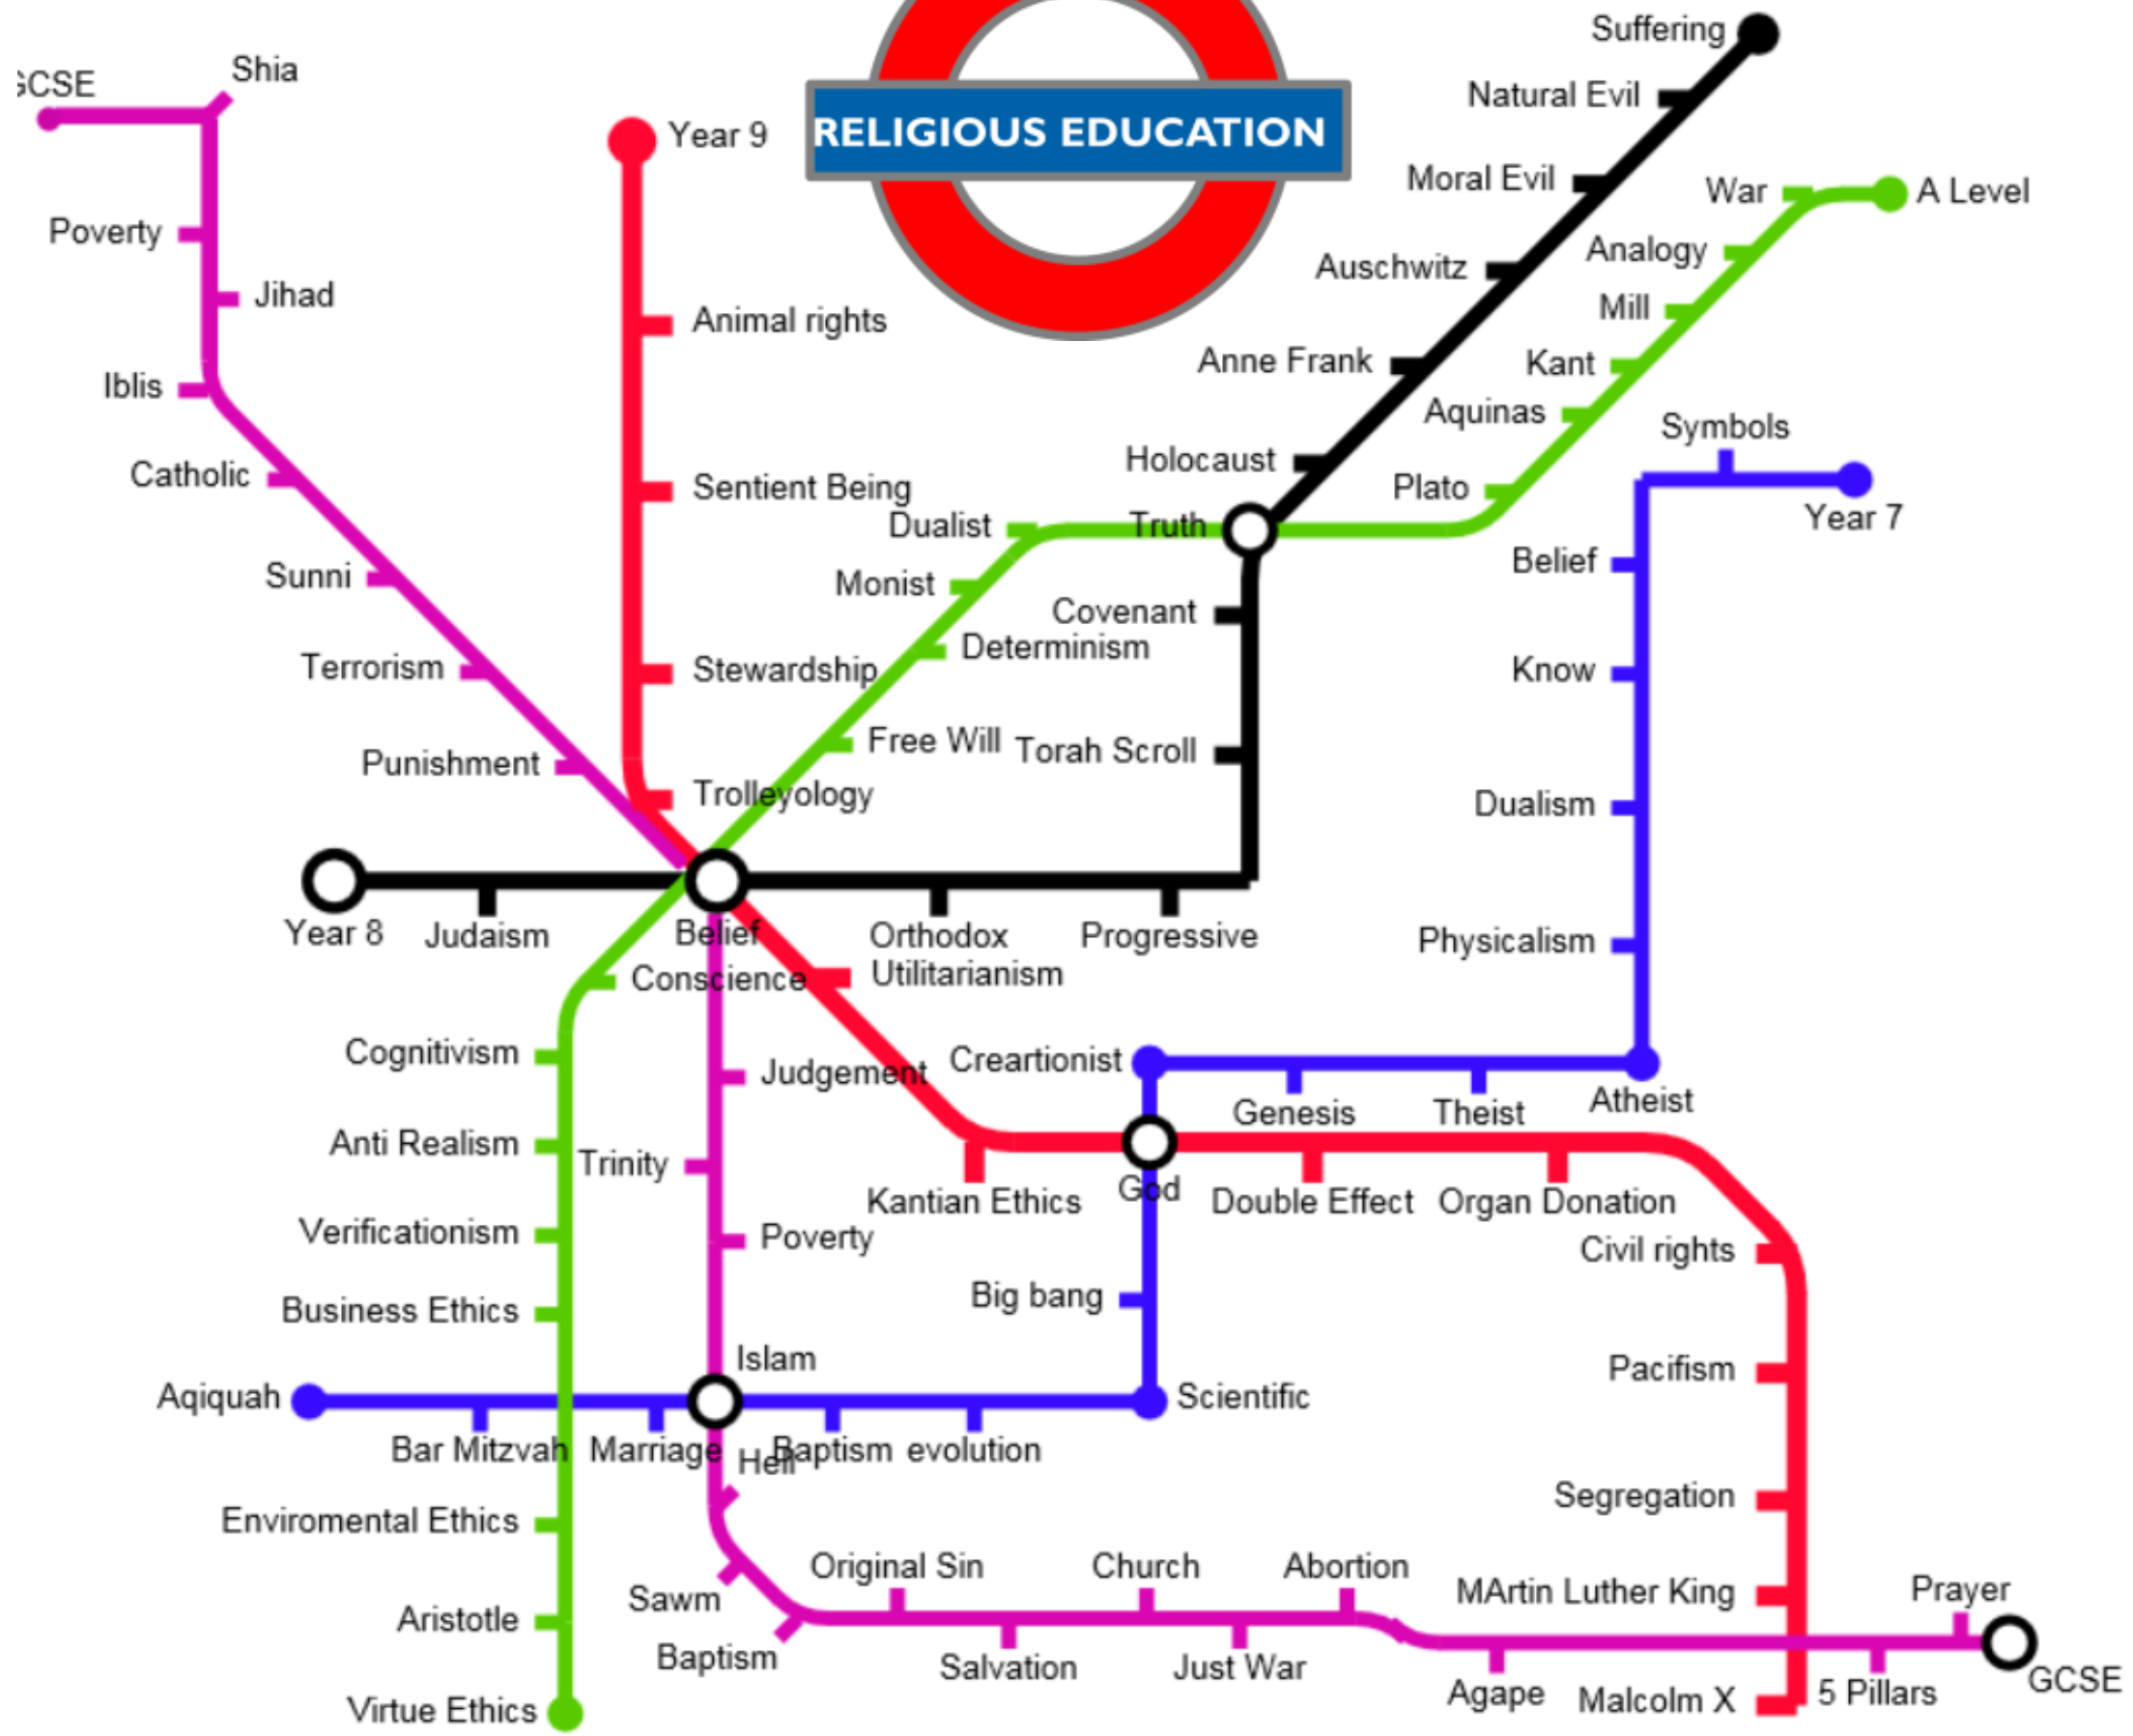 Suffering
Shia
GCSE
Natural Evil
RELIGIOUS EDUCATION
Year 9
Moral Evil
War
A Level
Poverty
Analogy
Auschwitz
Jihad
Mill
Animal rights
Anne Frank
Kant
Iblis
Aquinas
Symbols
Holocaust
Catholic
Sentient Being
Plato
Year 7
Dualist
Truth
Belief
Sunni
Monist
Covenant
Determinism
Terrorism
Stewardship
Know
Free Will
Torah Scroll
Punishment
Trolleyology
Dualism
Year 8
Judaism
Belief
Orthodox
Progressive
Physicalism
Conscience
Utilitarianism
Cognitivism
Judgement
Creartionist
Genesis
Theist
Atheist
Anti Realism
Trinity
Kantian Ethics
God
Double Effect
Organ Donation
Verificationism
Poverty
Civil rights
Big bang
Business Ethics
Islam
Pacifism
Aqiquah
Scientific
Bar Mitzvah
Marriage
Hell
Baptism
evolution
Segregation
Enviromental Ethics
Original Sin
Church
Abortion
MArtin Luther King
Prayer
Sawm
Aristotle
Baptism
Salvation
Just War
Agape
Malcolm X
5 Pillars
GCSE
Virtue Ethics